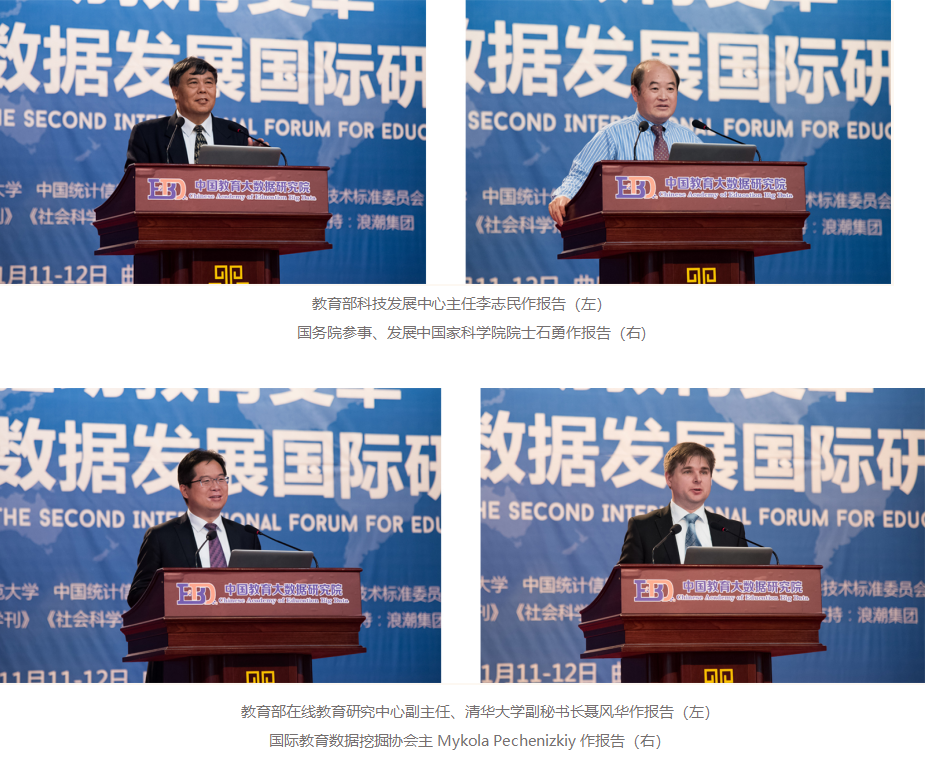 数据发展国际研
THE SECOND INTERNATIONAL FORUM FOR EDUC
大学 中国统计信
技术标准委员会
刊》《社会科学
持：浪潮集团
中国教育大数据研究院
Chinese Academy of Education Big Data
1月11-12日 曲
数据发展国际研
SECOND INTERNATIONAL FORUM FOR EDUC
中国统计信
术标准委员会
《社会科学
：浪潮集团
中国教育大数据研究院
Chinese Academy of Education Big Data
月11-12日
教育部科技发展中心主任李志民作报告（左）
国务院参事、发展中国家科学院院士石勇作报告（右）
数据发展国际研
THE SECOND INTERNATIONAL FORUM FOR EDU
范大学 中国统计信
技术标准委员会
学刊》《社会科学
持：浪潮集团
中国教育大数据研究院
Chinese Academy of Education Big Data
1月11-12日
数据发展国际研
SECOND INTERNATIONAL FORUM FOR EDUC
大学 中国统计信
技术标准委员会
刊》《社会科学
持：浪潮集团
中国教育大数据研究院
Chinese Academy of Education Big Data
1月11-12日
教育部在线教育研究中心副主任、清华大学副秘书长聂风华作报告（左）
国际教育数据挖掘协会主 Mykola Pechenizkiy 作报告（右）